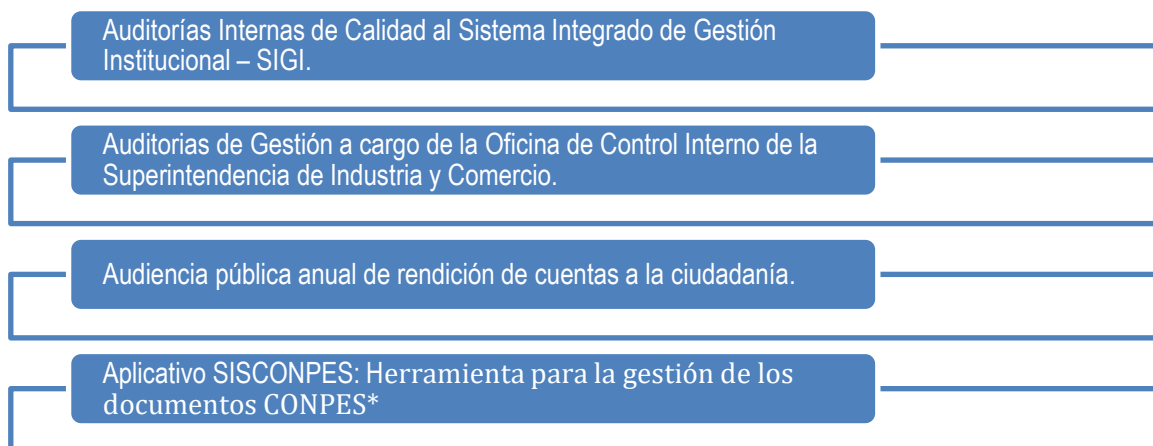 Auditorías Internas de Calidad al Sistema Integrado de Gestión
Institucional – SIGI.
Auditorias de Gestión a cargo de la Oficina de Control Interno de la
Superintendencia de Industria y Comercio.
Audiencia pública anual de rendición de cuentas a la ciudadanía.
Aplicativo SISCONPES: Herramienta para la gestión de los
documentos CONPES*